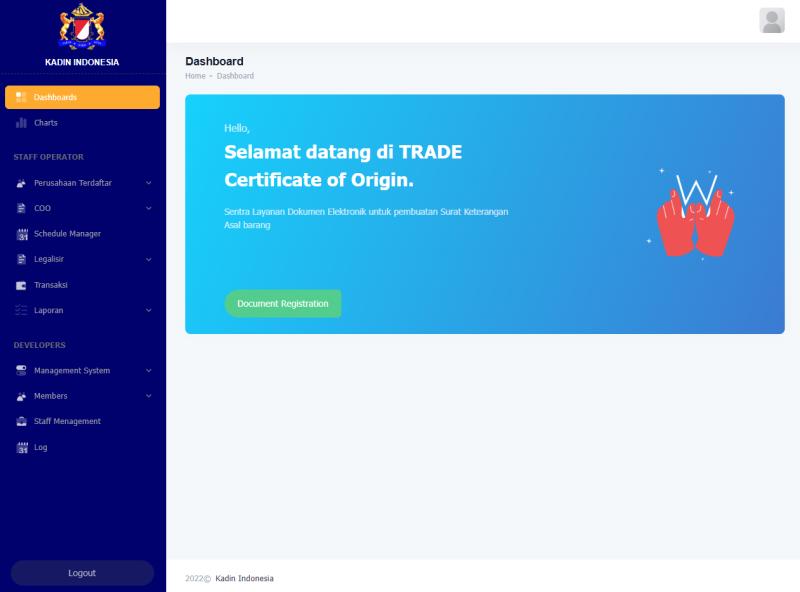 KADIN INDONESIA
Dashboards
Charts
STAFF OPERATOR
Perusahaan Terdaftar
COO
31 Schedule Manager
Legalisir
Transaksi
Laporan
DEVELOPERS
Management System
Members
Staff Menagement
31 Log
Logout
Dashboard
Home - Dashboard
Hello,
Selamat datang di TRADE
Certificate of Origin.
Sentra Layanan Dokumen Elektronik untuk pembuatan Surat Keterangan
Asal barang
Document Registration
2022© Kadin Indonesia